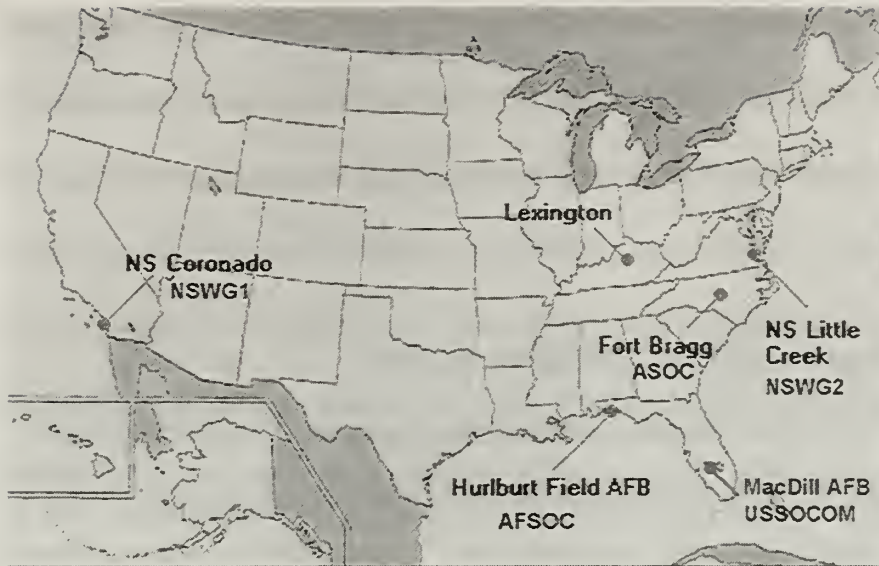 Lexington
NS Coronado
NSWG1
Fort Bragg
ASOC
NS Little
Creek
NSWG2
Hurlburt Field AFB
AFSOC
MacDill AFB
USSOCOM